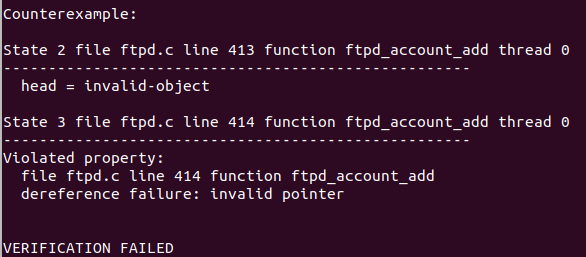 Counterexample:
State 2 file ftpd.c line 413 function ftpd_account_add thread 0
----------------------------------------------------
head = invalid-object
State 3 file ftpd.c line 414 function ftpd_account_add thread 0
----------------------------------------------------
Violated property:
file ftpd.c line 414 function ftpd_account_add
dereference failure: invalid pointer
VERIFICATION FAILED